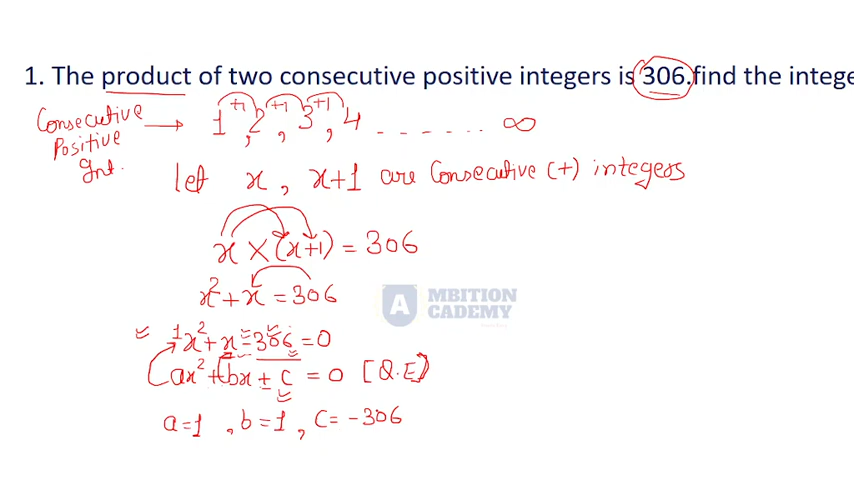 1. The product of two consecutive positive integers is 306.find the intege
Consecutive Positive Int. → 1, 2, 3, 4 ------- ∞
+1 +1 +1
let x, x+1 are Consecutive (+) integers
x × (x+1) = 306
x² + x = 306
A MBITION
CADEMY
1x² + x - 306 = 0
ax² + bx + c = 0 [Q.E]
a=1, b=1, c= -306